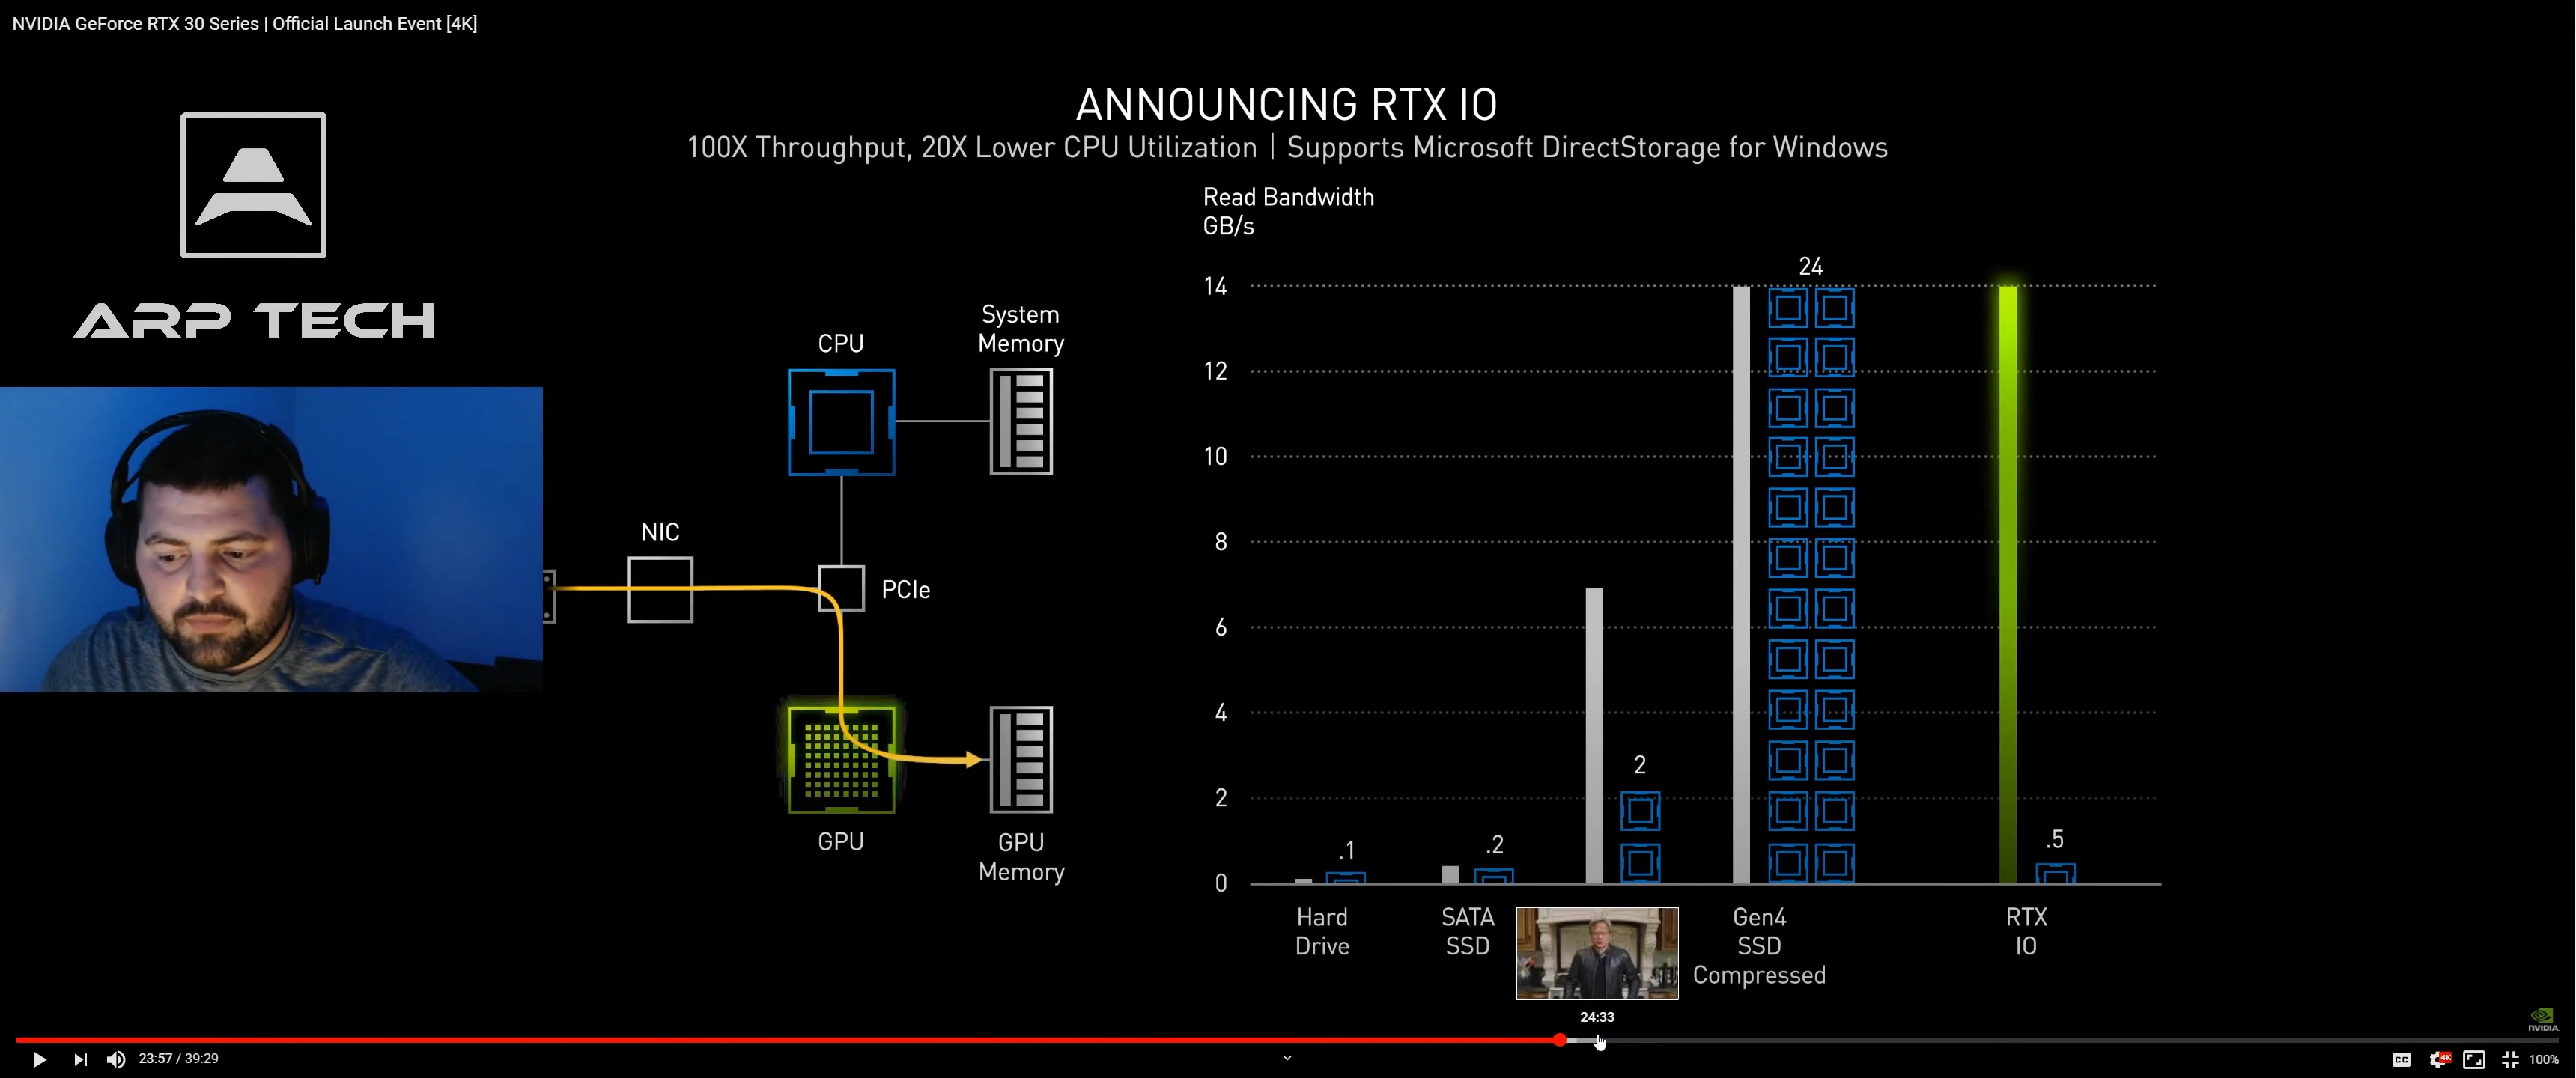 NVIDIA GeForce RTX 30 Series | Official Launch Event [4K]
ANNOUNCING RTX IO
100X Throughput, 20X Lower CPU Utilization | Supports Microsoft DirectStorage for Windows
ARP TECH
CPU
System
Memory
NIC
PCIe
GPU
GPU
Memory
Read Bandwidth
GB/s
14
12
10
8
6
4
2
0
.1
.2
2
24
.5
Hard
Drive
SATA
SSD
Gen4
SSD
Compressed
RTX
IO
24:33
NVIDIA
23:57 / 39:29
CC
4K
100%